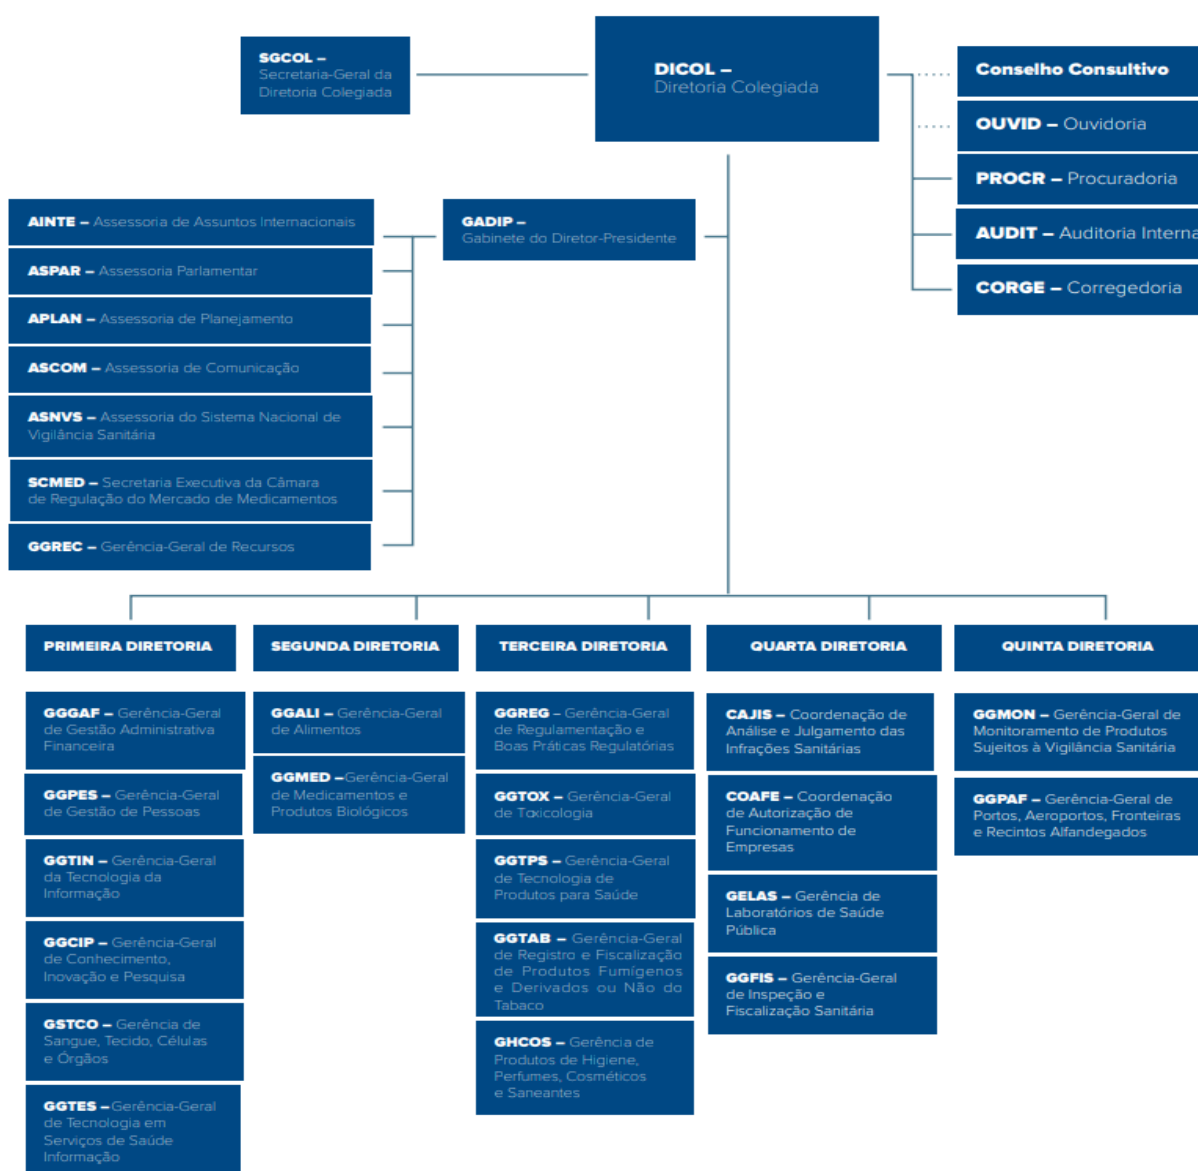 SGCOL –
Secretaria-Geral da
Diretoria Colegiada
DICOL –
Diretoria Colegiada
Conselho Consultivo
OUVID – Ouvidoria
PROCR – Procuradoria
AUDIT – Auditoria Interna
CORGE – Corregedoria
GADIP –
Gabinete do Diretor-Presidente
AINTE – Assessoria de Assuntos Internacionais
ASPAR – Assessoria Parlamentar
APLAN – Assessoria de Planejamento
ASCOM – Assessoria de Comunicação
ASNVS – Assessoria do Sistema Nacional de
Vigilância Sanitária
SCMED – Secretaria Executiva da Câmara
de Regulação do Mercado de Medicamentos
GGREC – Gerência-Geral de Recursos
PRIMEIRA DIRETORIA
GGGAF – Gerência-Geral
de Gestão Administrativa
Financeira
GGPES – Gerência-Geral
de Gestão de Pessoas
GGTIN – Gerência-Geral
da Tecnologia da
Informação
GGCIP – Gerência-Geral
de Conhecimento,
Inovação e Pesquisa
GSTCO – Gerência de
Sangue, Tecido, Células
e Órgãos
GGTES – Gerência-Geral
de Tecnologia em
Serviços de Saúde
Informação
SEGUNDA DIRETORIA
GGALI – Gerência-Geral
de Alimentos
GGMED – Gerência-Geral
de Medicamentos e
Produtos Biológicos
TERCEIRA DIRETORIA
GGREG – Gerência-Geral
de Regulamentação e
Boas Práticas Regulatórias
GGTOX – Gerência-Geral
de Toxicologia
GGTPS – Gerência-Geral
de Tecnologia de
Produtos para Saúde
GGTAB – Gerência-Geral
de Registro e Fiscalização
de Produtos Fumígenos
e Derivados ou Não do
Tabaco
GHCOS – Gerência de
Produtos de Higiene,
Perfumes, Cosméticos
e Saneantes
QUARTA DIRETORIA
CAJIS – Coordenação de
Análise e Julgamento das
Infrações Sanitárias
COAFE – Coordenação
de Autorização de
Funcionamento de
Empresas
GELAS – Gerência de
Laboratórios de Saúde
Pública
GGFIS – Gerência-Geral
de Inspeção e
Fiscalização Sanitária
QUINTA DIRETORIA
GGMON – Gerência-Geral de
Monitoramento de Produtos
Sujeitos à Vigilância Sanitária
GGPAF – Gerência-Geral de
Portos, Aeroportos, Fronteiras
e Recintos Alfandegados